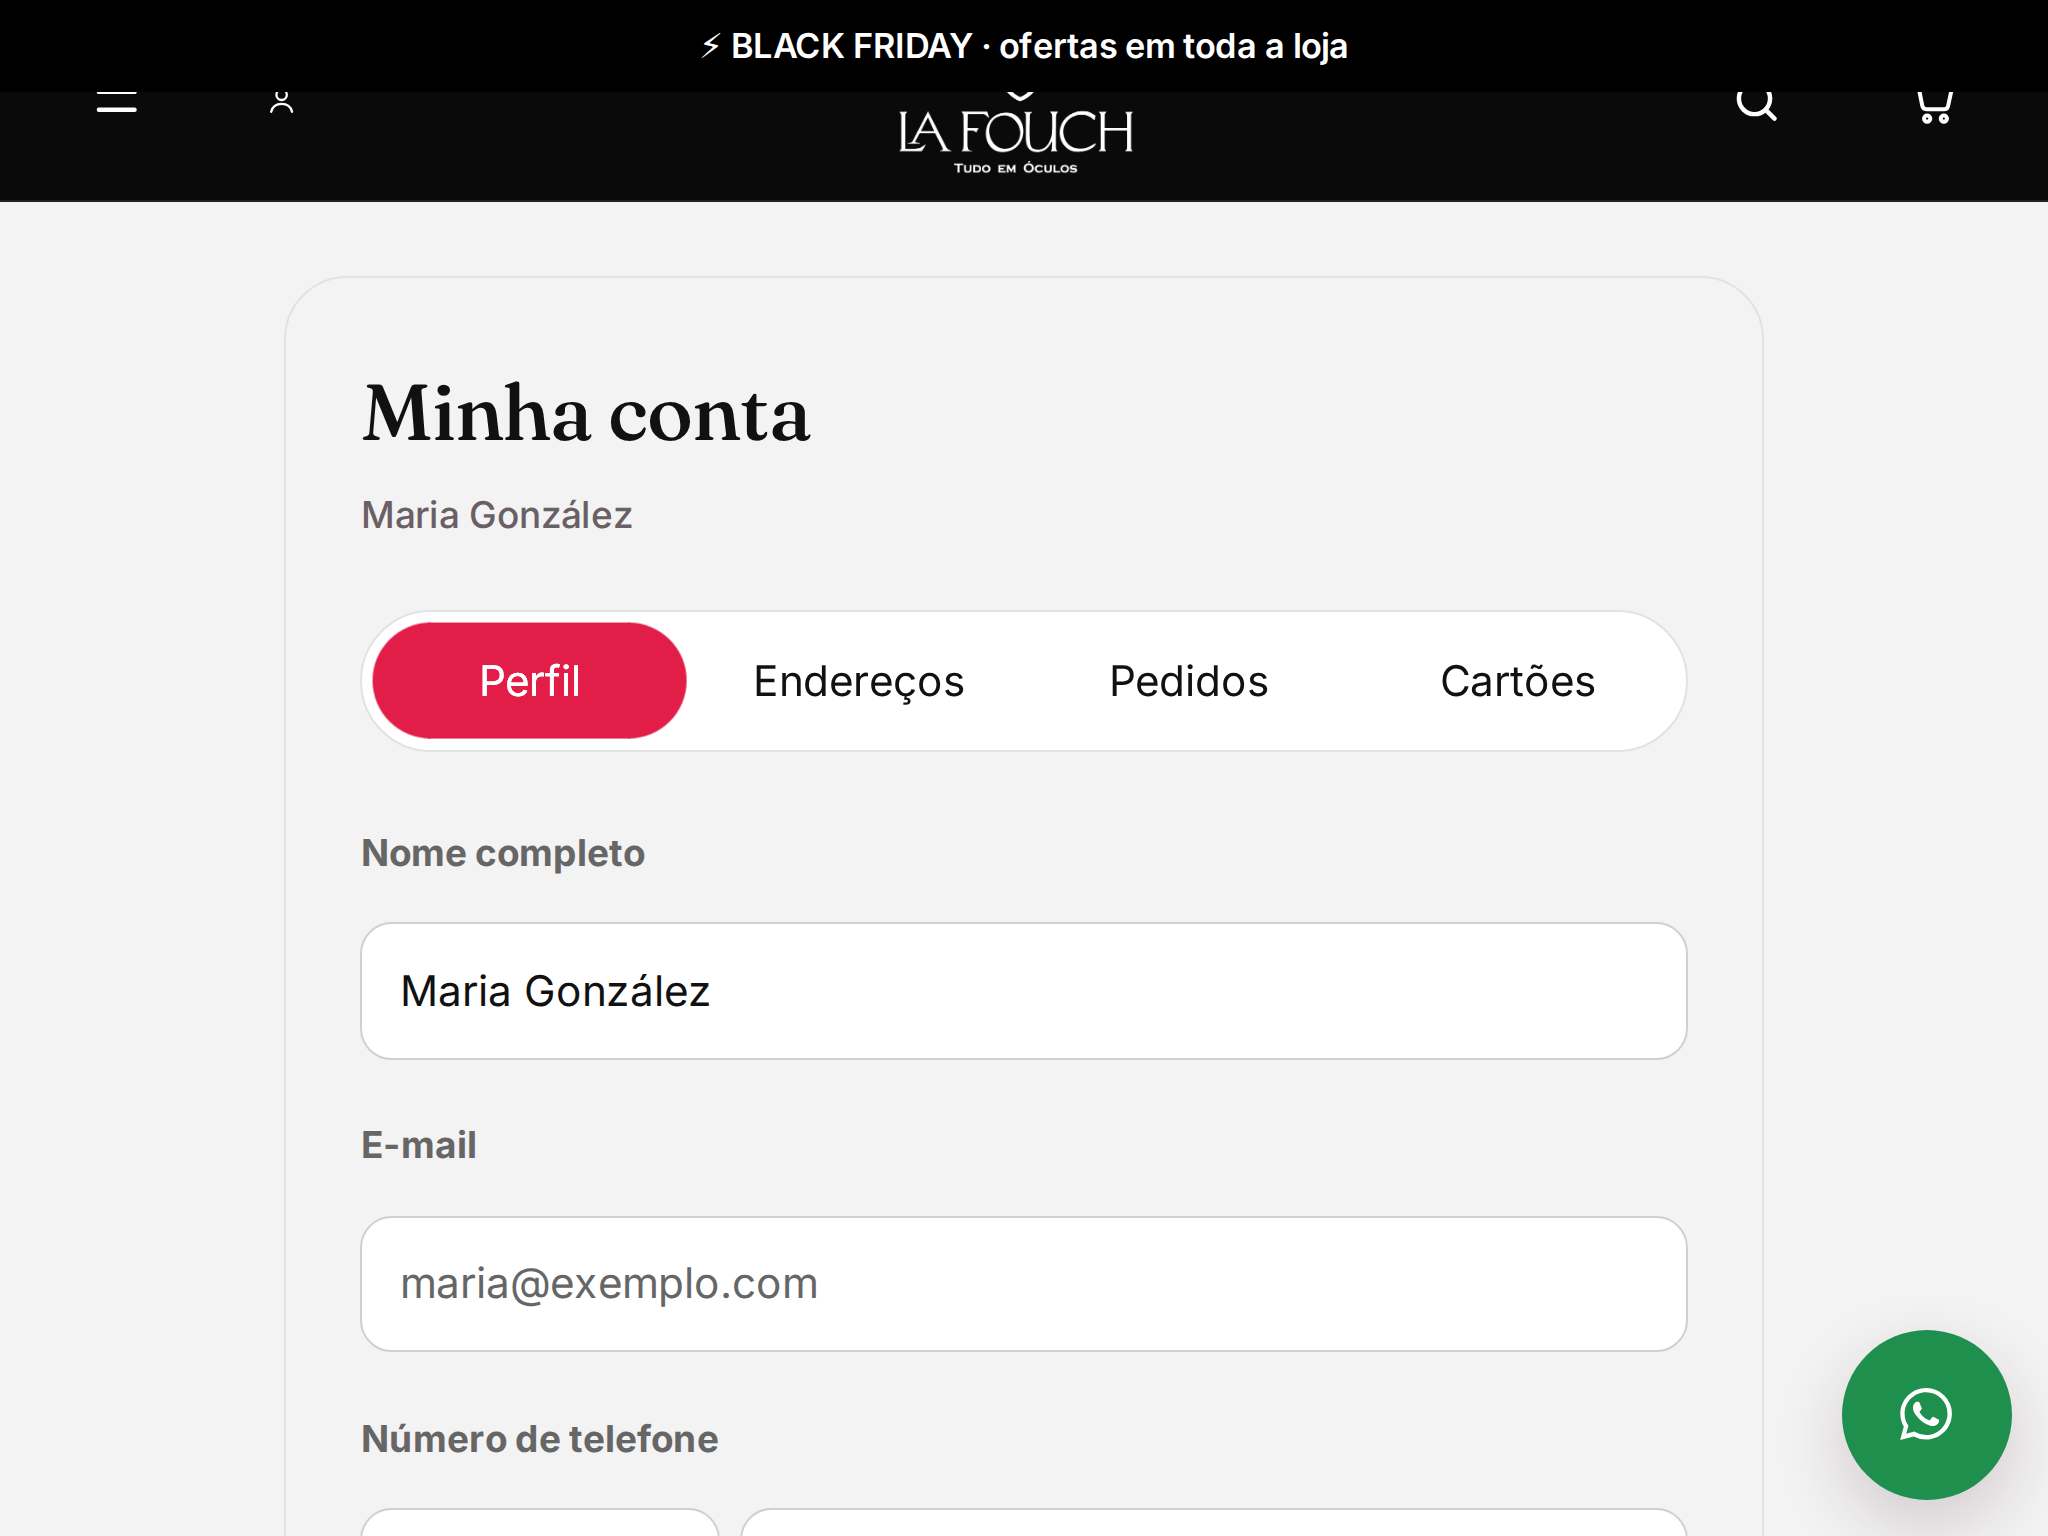 ⚡ BLACK FRIDAY · ofertas em toda a loja
LA FOUCH
TUDO EM ÓCULOS
Minha conta
Maria González
Perfil Endereços Pedidos Cartões
Nome completo
Maria González
E-mail
maria@exemplo.com
Número de telefone